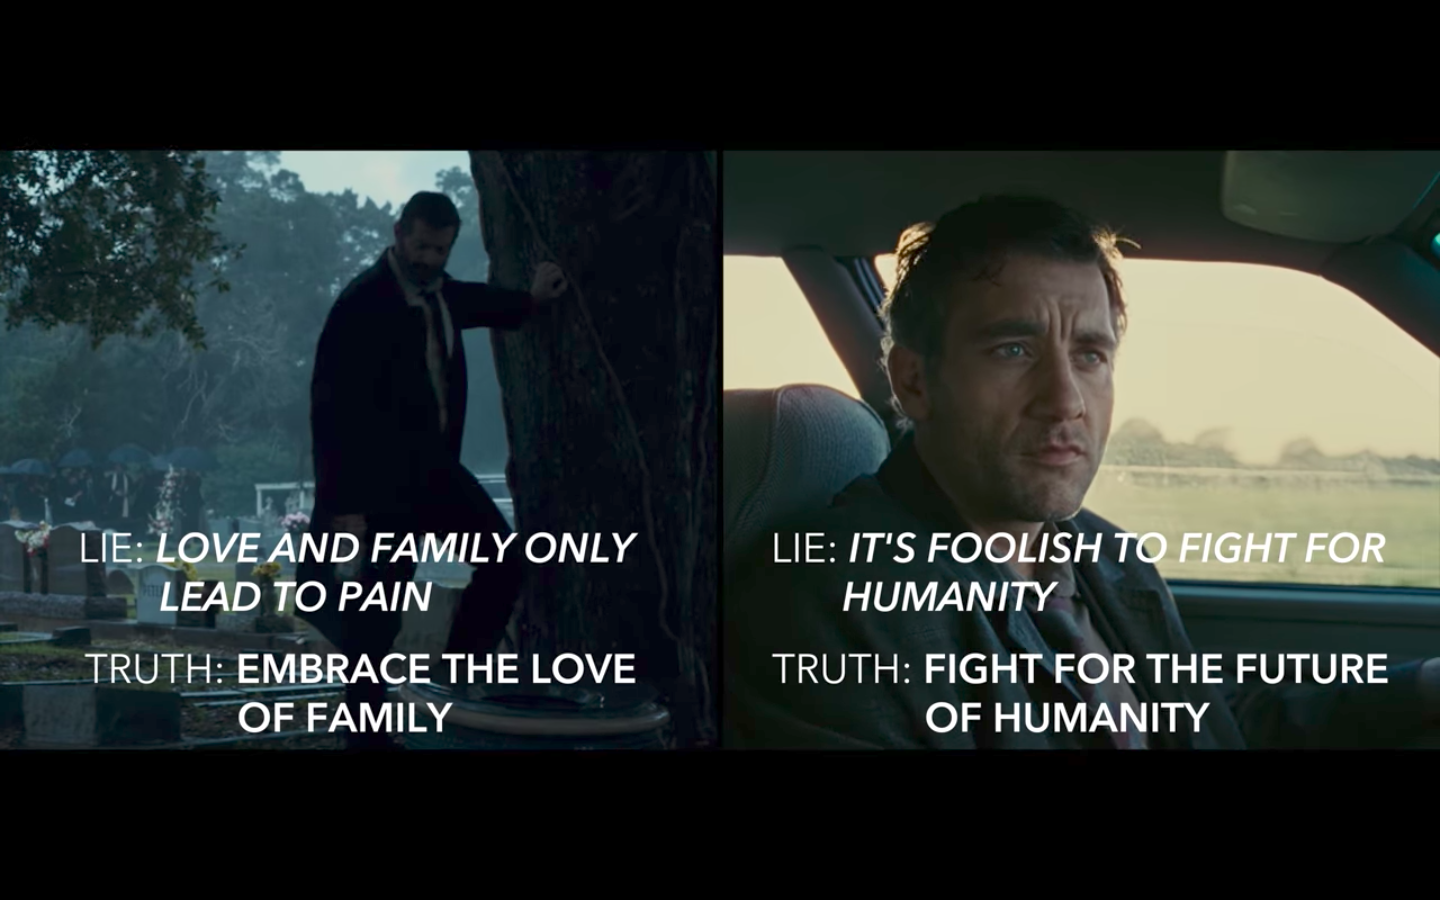 LIE: LOVE AND FAMILY ONLY
LEAD TO PAIN
TRUTH: EMBRACE THE LOVE
OF FAMILY
LIE: IT'S FOOLISH TO FIGHT FOR
HUMANITY
TRUTH: FIGHT FOR THE FUTURE
OF HUMANITY